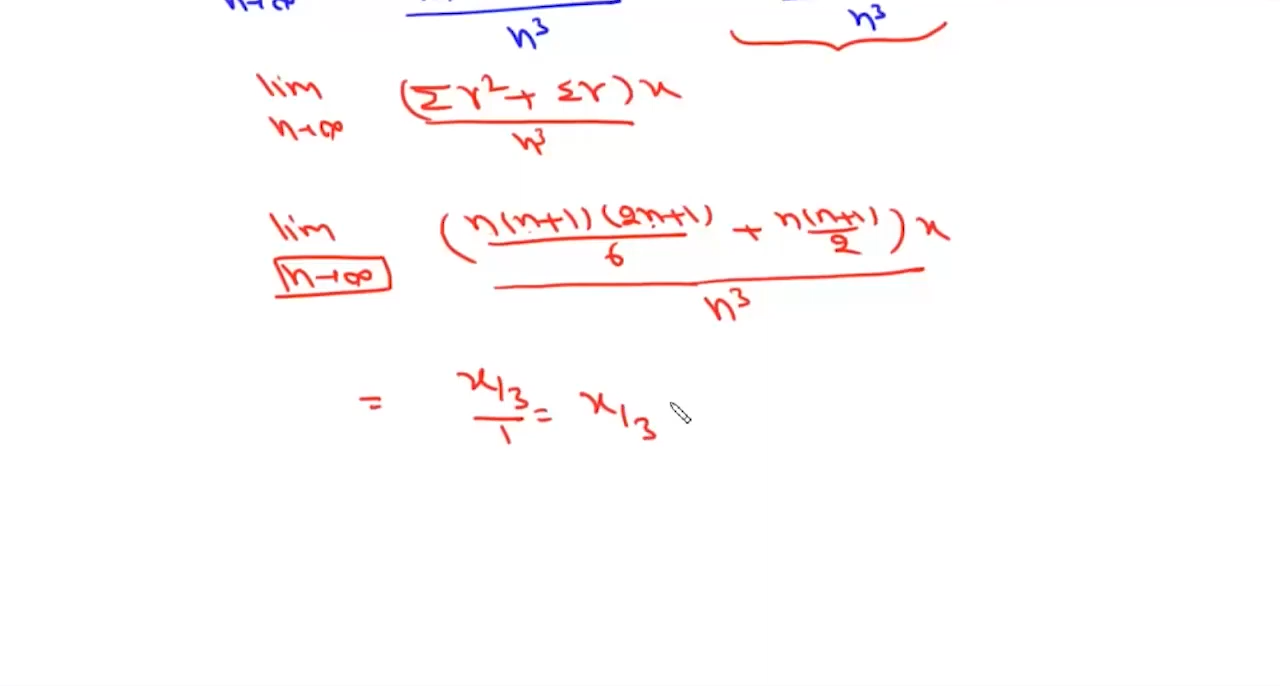 n→∞ n³ n³
lim (Σr² + Σr)x
n→∞ n³
lim (n(n+1)(2n+1)/6 + n(n+1)/2)x
n→∞ n³
= x/3 / 1 = x/3